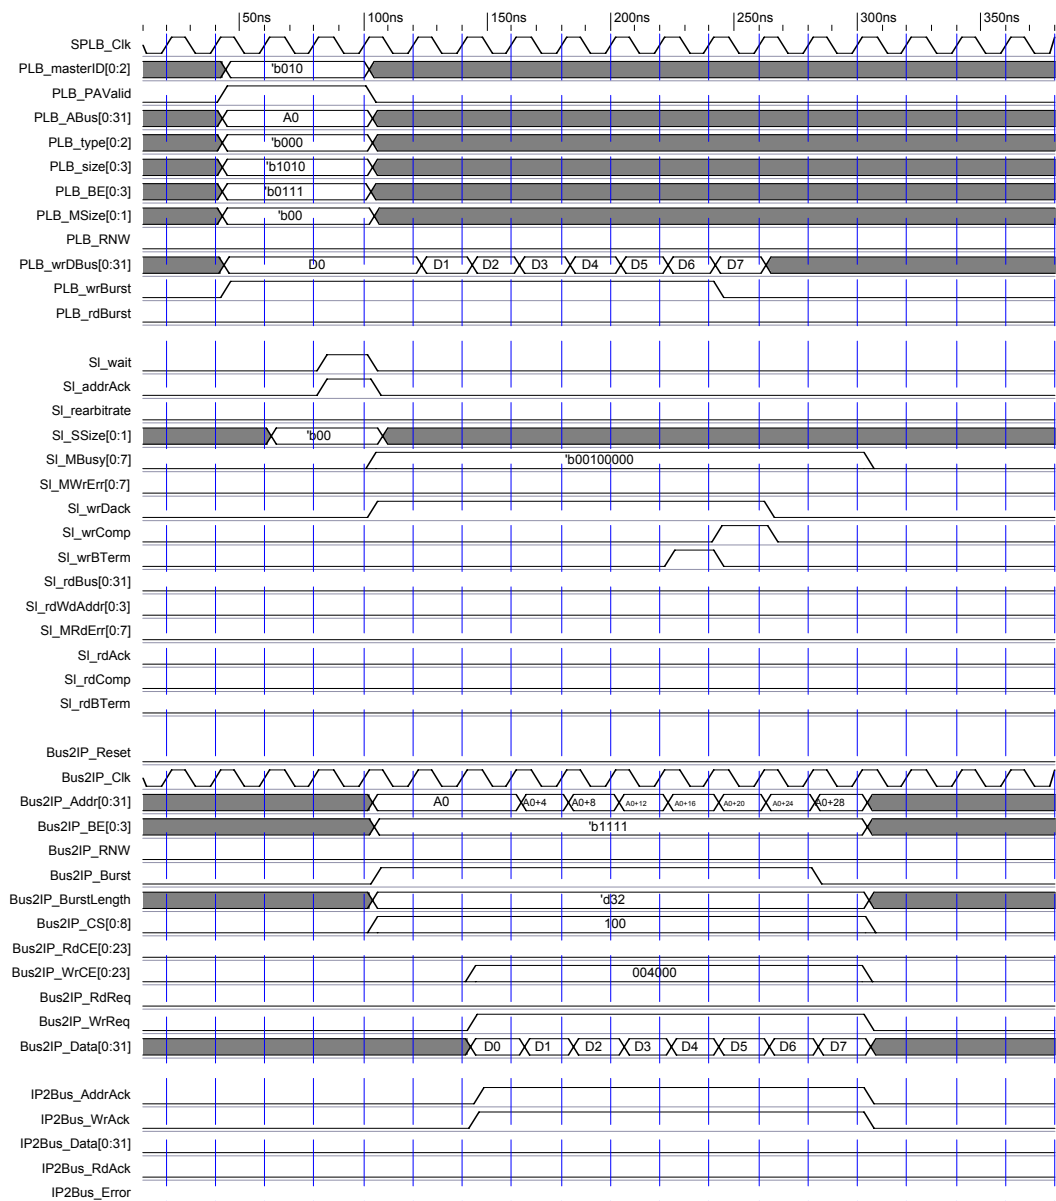 50ns 100ns 150ns 200ns 250ns 300ns 350ns
SPLB_Clk
PLB_masterID[0:2] 'b010
PLB_PAValid
PLB_ABus[0:31] A0
PLB_type[0:2] 'b000
PLB_size[0:3] 'b1010
PLB_BE[0:3] 'b0111
PLB_MSize[0:1] 'b00
PLB_RNW
PLB_wrDBus[0:31] D0 D1 D2 D3 D4 D5 D6 D7
PLB_wrBurst
PLB_rdBurst
Sl_wait
Sl_addrAck
Sl_rearbitrate
Sl_SSize[0:1] 'b00
Sl_MBusy[0:7] 'b00100000
Sl_MWrErr[0:7]
Sl_wrDack
Sl_wrComp
Sl_wrBTerm
Sl_rdBus[0:31]
Sl_rdWdAddr[0:3]
Sl_MRdErr[0:7]
Sl_rdAck
Sl_rdComp
Sl_rdBTerm
Bus2IP_Reset
Bus2IP_Clk
Bus2IP_Addr[0:31] A0 A0+4 A0+8 A0+12 A0+16 A0+20 A0+24 A0+28
Bus2IP_BE[0:3] 'b1111
Bus2IP_RNW
Bus2IP_Burst
Bus2IP_BurstLength 'd32
Bus2IP_CS[0:8] 100
Bus2IP_RdCE[0:23]
Bus2IP_WrCE[0:23] 004000
Bus2IP_RdReq
Bus2IP_WrReq
Bus2IP_Data[0:31] D0 D1 D2 D3 D4 D5 D6 D7
IP2Bus_AddrAck
IP2Bus_WrAck
IP2Bus_Data[0:31]
IP2Bus_RdAck
IP2Bus_Error